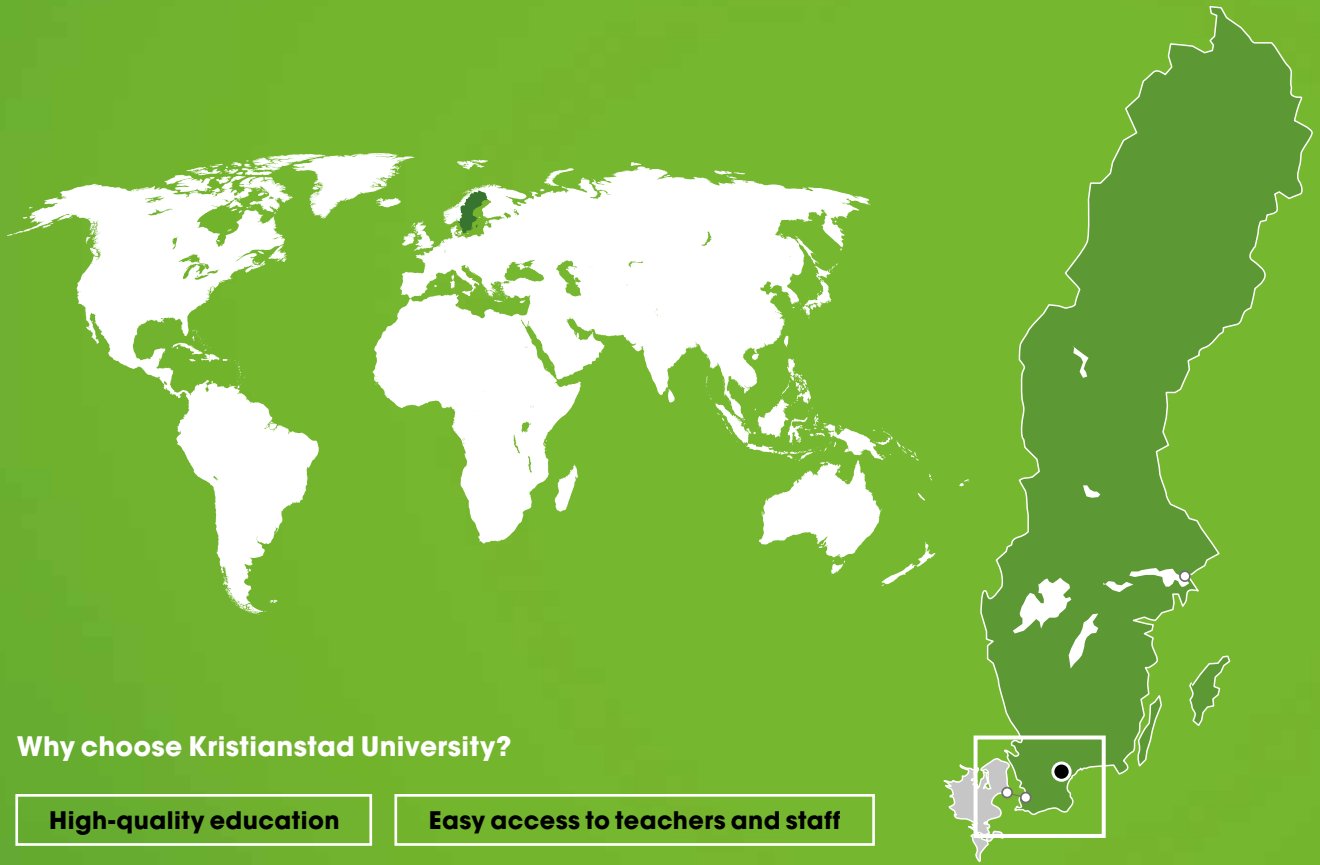 Why choose Kristianstad University?
High-quality education
Easy access to teachers and staff